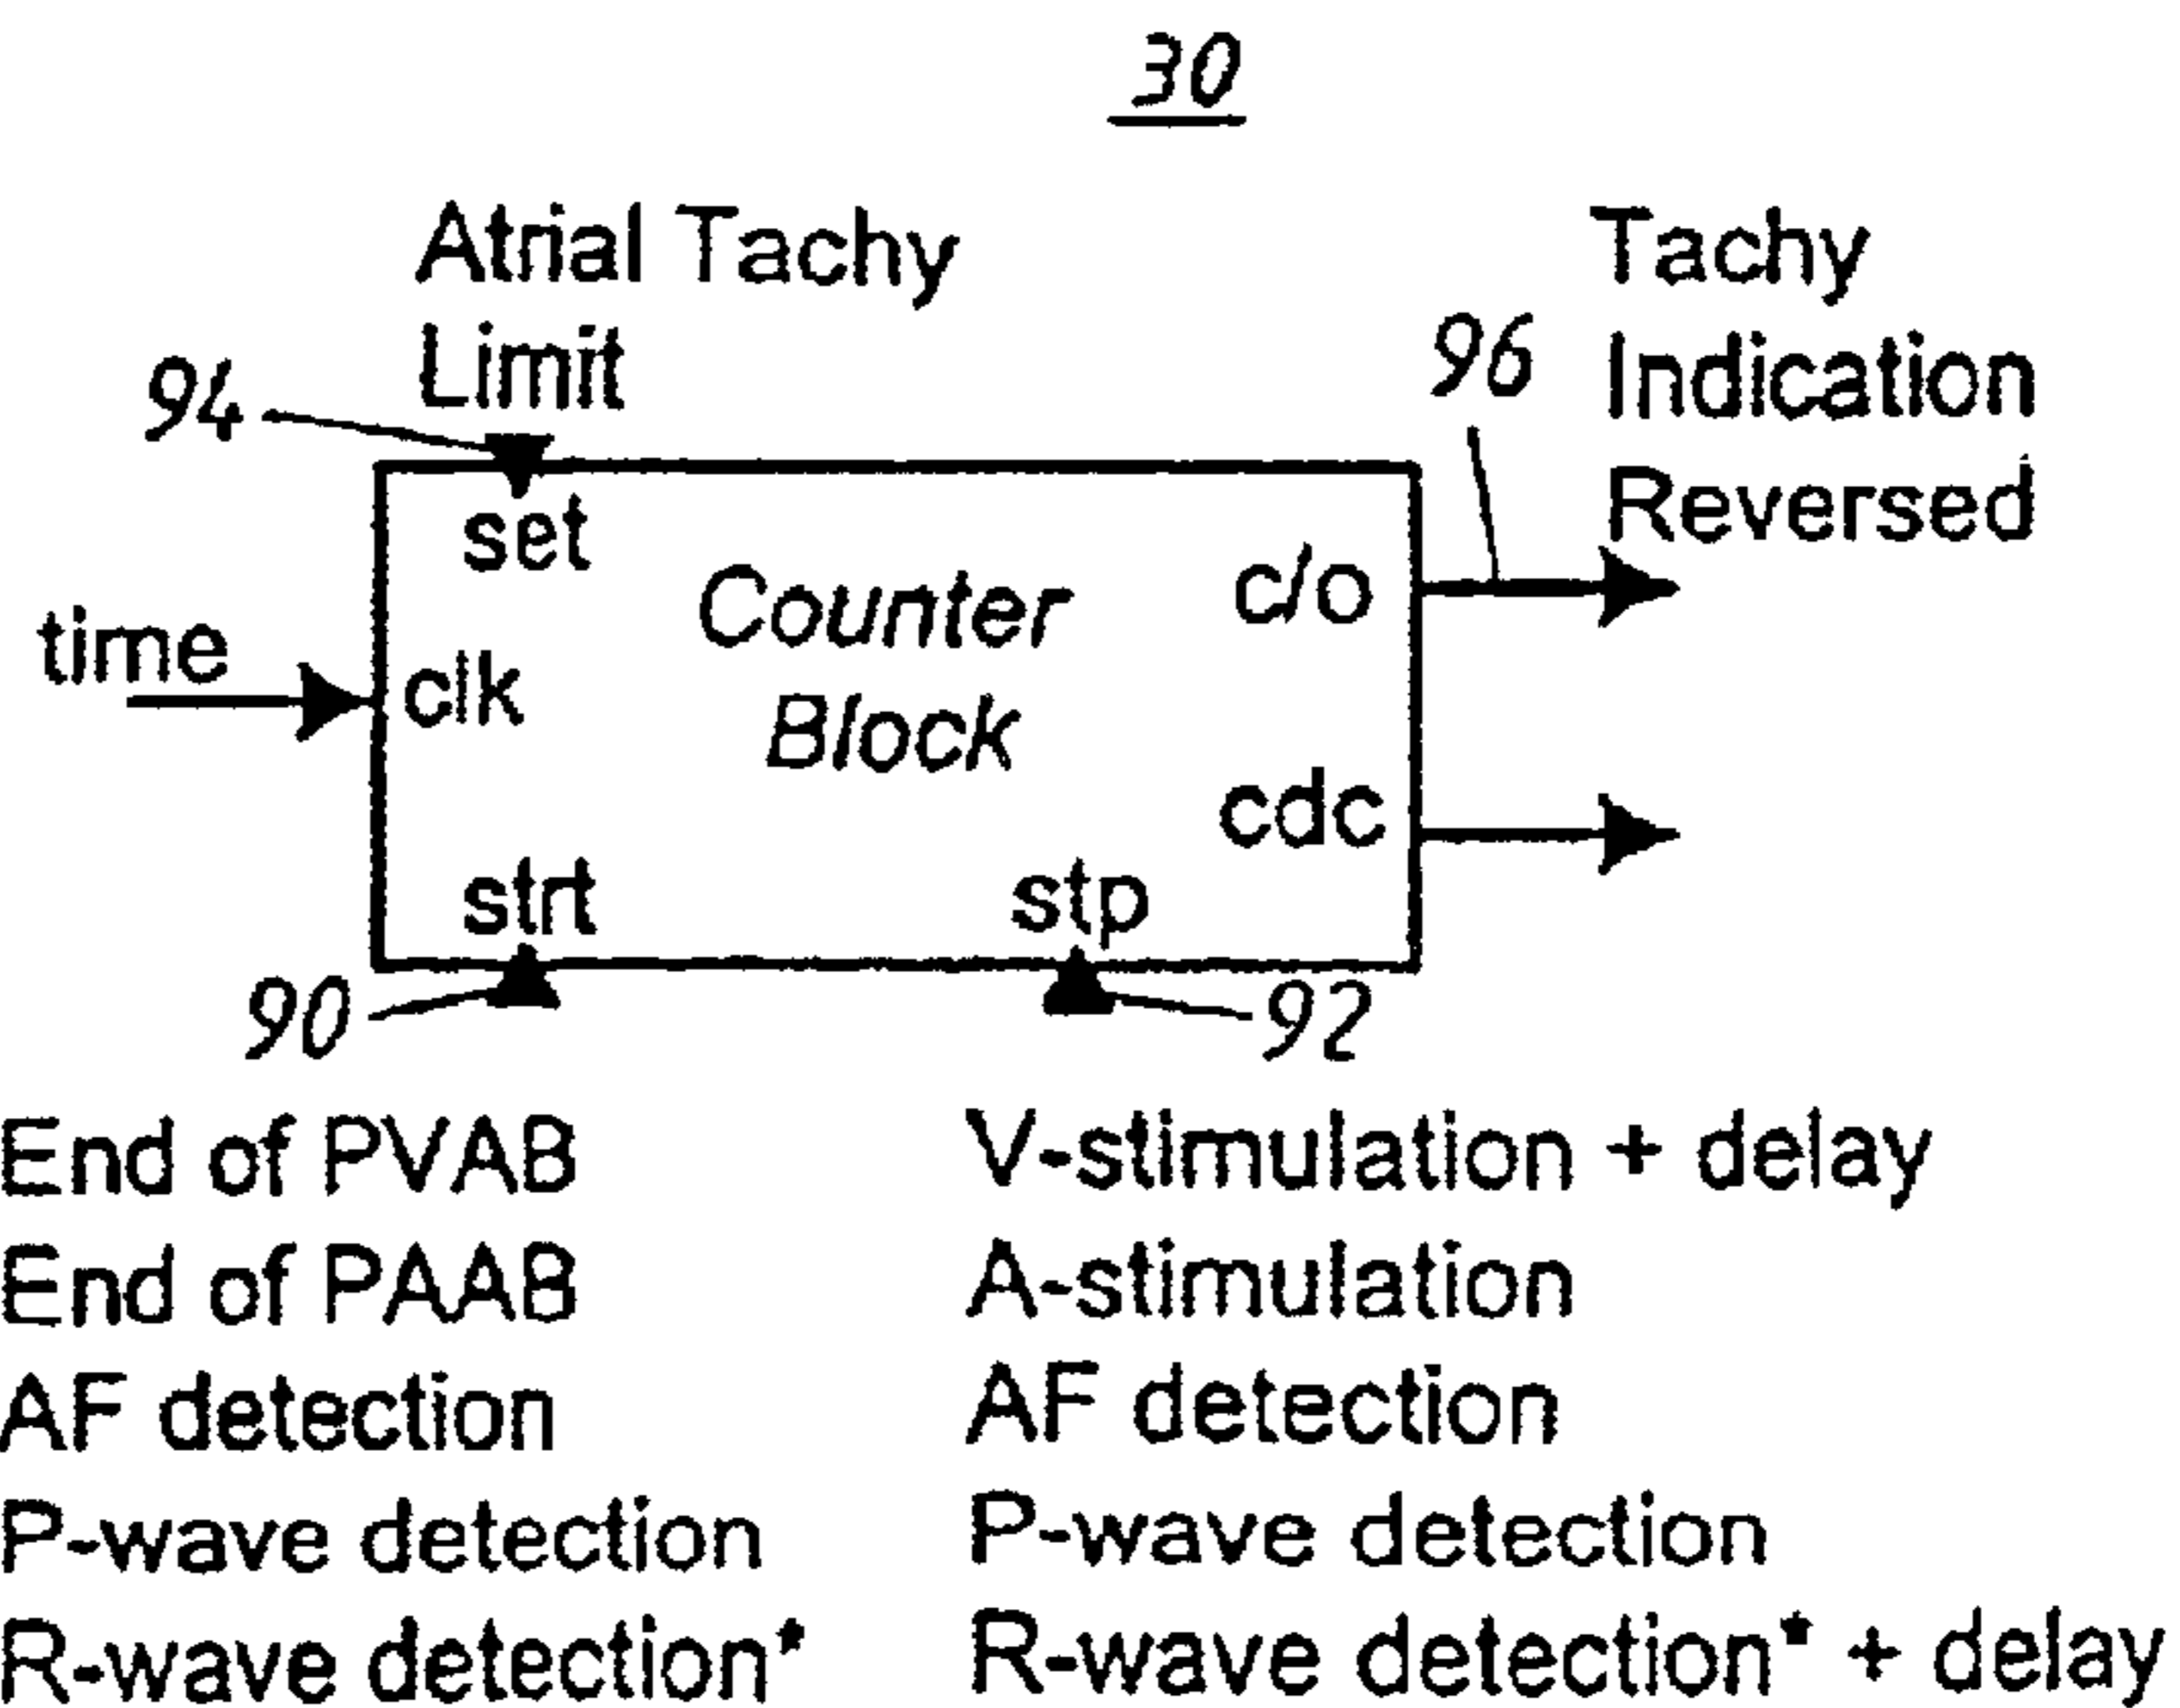 30
Atrial Tachy
Limit
94
96
Tachy
Indication
Reversed
set
c/o
time
clk
Counter
Block
cdc
strt
stp
90
92
End of PVAB
End of PAAB
AF detection
P-wave detection
R-wave detection*
V-stimulation + delay
A-stimulation
AF detection
P-wave detection
R-wave detection* + delay